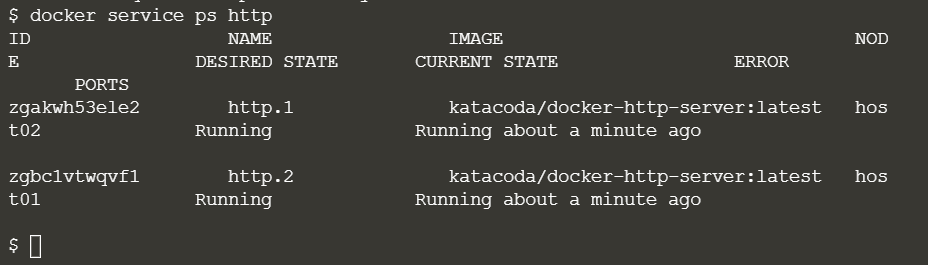 $ docker service ps http
ID NAME IMAGE NOD
E DESIRED STATE CURRENT STATE ERROR
PORTS
zgakwh53ele2 http.1 katacoda/docker-http-server:latest hos
t02 Running Running about a minute ago
zgbc1vtwqvf1 http.2 katacoda/docker-http-server:latest hos
t01 Running Running about a minute ago
$